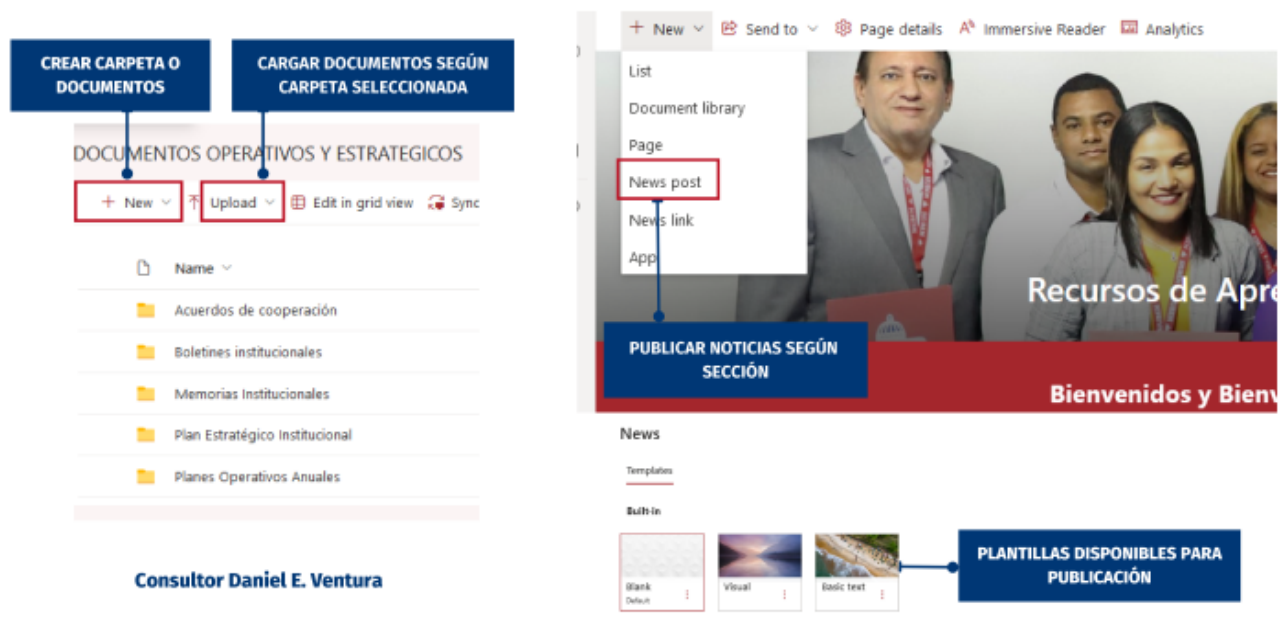 CREAR CARPETA O
DOCUMENTOS
CARGAR DOCUMENTOS SEGÚN
CARPETA SELECCIONADA
DOCUMENTOS OPERATIVOS Y ESTRATEGICOS
New
Upload
Edit in grid view
Sync
Name
Acuerdos de cooperación
Boletines institucionales
Memorias Institucionales
Plan Estratégico Institucional
Planes Operativos Anuales
Consultor Daniel E. Ventura
New
Send to
Page details
Immersive Reader
Analytics
List
Document library
Page
News post
News link
App
Recursos de Apre
PUBLICAR NOTICIAS SEGÚN
SECCIÓN
Bienvenidos y Bienv
News
Templates
Built-in
Blank
Default
Visual
Basic text
PLANTILLAS DISPONIBLES PARA
PUBLICACIÓN